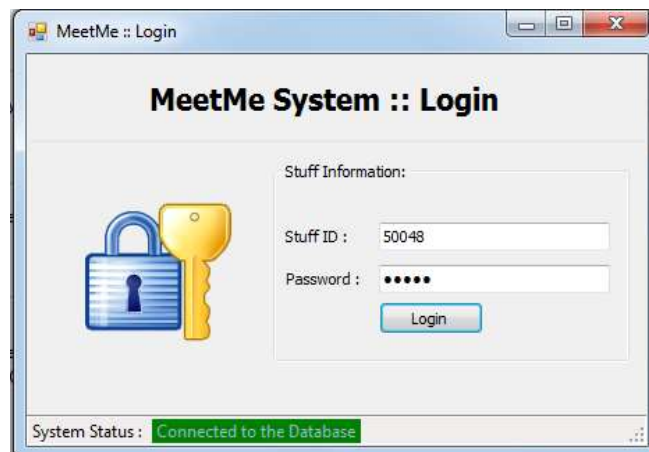 MeetMe :: Login
MeetMe System :: Login
Stuff Information:
Stuff ID : 50048
Password : •••••
Login
System Status : Connected to the Database